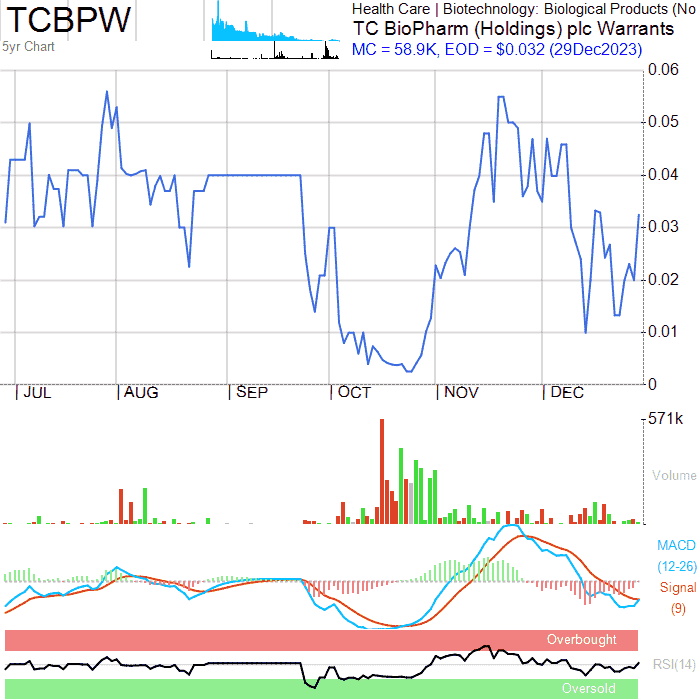 TCBPW
5yr Chart
Health Care | Biotechnology: Biological Products (No
TC BioPharm (Holdings) plc Warrants
MC = 58.9K, EOD = $0.032 (29Dec2023)
0.06
0.05
0.04
0.03
0.02
0.01
0
JUL AUG SEP OCT NOV DEC
571k
Volume
MACD
(12-26)
Signal
(9)
Overbought
RSI(14)
Oversold